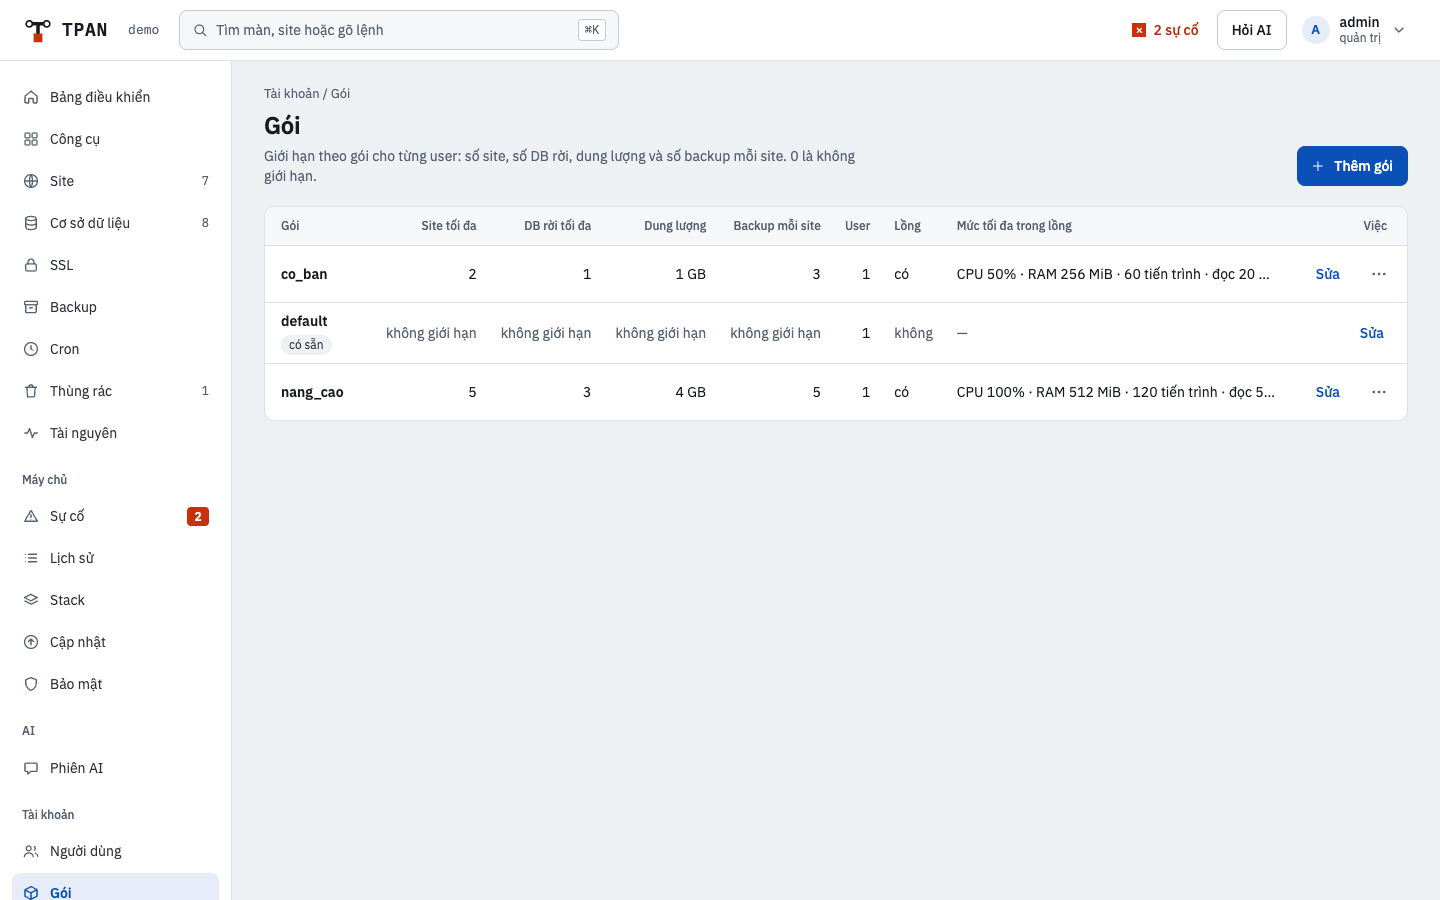 TPAN demo Tìm màn, site hoặc gõ lệnh ⌘K 2 sự cố Hỏi AI admin
A quản trị
Bảng điều khiển
Công cụ
Site 7
Cơ sở dữ liệu 8
SSL
Backup
Cron
Thùng rác 1
Tài nguyên
Máy chủ
Sự cố 2
Lịch sử
Stack
Cập nhật
Bảo mật
AI
Phiên AI
Tài khoản
Người dùng
Gói
Tài khoản / Gói
Gói
Giới hạn theo gói cho từng user: số site, số DB rời, dung lượng và số backup mỗi site. 0 là không
giới hạn.
+ Thêm gói
Gói Site tối đa DB rời tối đa Dung lượng Backup mỗi site User Lồng Mức tối đa trong lồng Việc
co_ban 2 1 1 GB 3 1 có CPU 50% · RAM 256 MiB · 60 tiến trình · đọc 20 ... Sửa ...
default
có sẵn không giới hạn không giới hạn không giới hạn không giới hạn 1 không — Sửa
nang_cao 5 3 4 GB 5 1 có CPU 100% · RAM 512 MiB · 120 tiến trình · đọc 5... Sửa ...